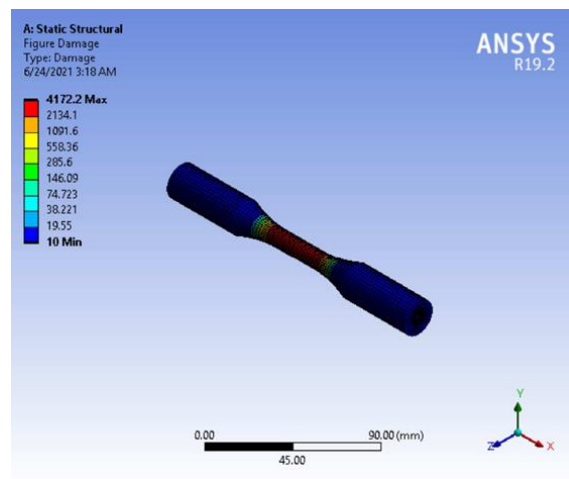 A: Static Structural
Figure Damage
Type: Damage
6/24/2021 3:18 AM
ANSYS
R19.2
4172.2 Max
2134.1
1091.6
558.36
285.6
146.09
74.723
38.221
19.55
10 Min
0.00
90.00 (mm)
45.00
Y
Z
X